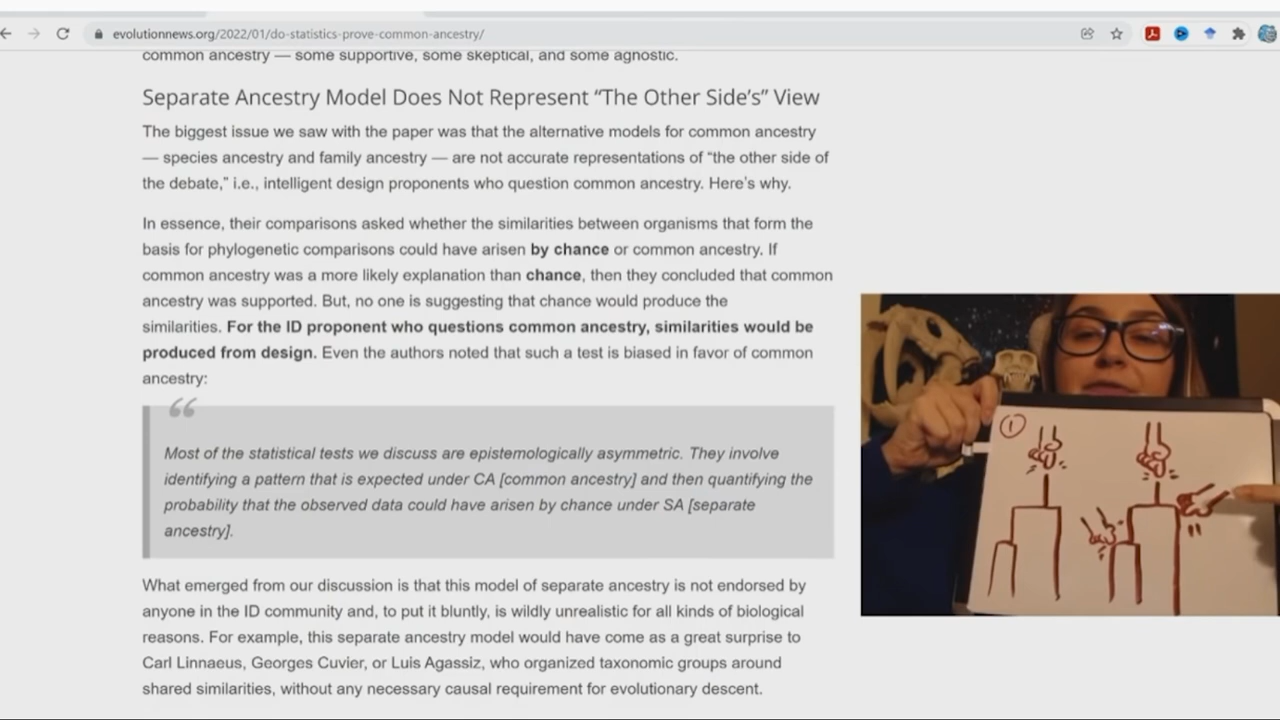 evolutionnews.org/2022/01/do-statistics-prove-common-ancestry/
common ancestry — some supportive, some skeptical, and some agnostic.
Separate Ancestry Model Does Not Represent “The Other Side’s” View
The biggest issue we saw with the paper was that the alternative models for common ancestry
— species ancestry and family ancestry — are not accurate representations of “the other side of
the debate,” i.e., intelligent design proponents who question common ancestry. Here’s why.
In essence, their comparisons asked whether the similarities between organisms that form the
basis for phylogenetic comparisons could have arisen by chance or common ancestry. If
common ancestry was a more likely explanation than chance, then they concluded that common
ancestry was supported. But, no one is suggesting that chance would produce the
similarities. For the ID proponent who questions common ancestry, similarities would be
produced from design. Even the authors noted that such a test is biased in favor of common
ancestry:
“
Most of the statistical tests we discuss are epistemologically asymmetric. They involve
identifying a pattern that is expected under CA [common ancestry] and then quantifying the
probability that the observed data could have arisen by chance under SA [separate
ancestry].
What emerged from our discussion is that this model of separate ancestry is not endorsed by
anyone in the ID community and, to put it bluntly, is wildly unrealistic for all kinds of biological
reasons. For example, this separate ancestry model would have come as a great surprise to
Carl Linnaeus, Georges Cuvier, or Luis Agassiz, who organized taxonomic groups around
shared similarities, without any necessary causal requirement for evolutionary descent.
1